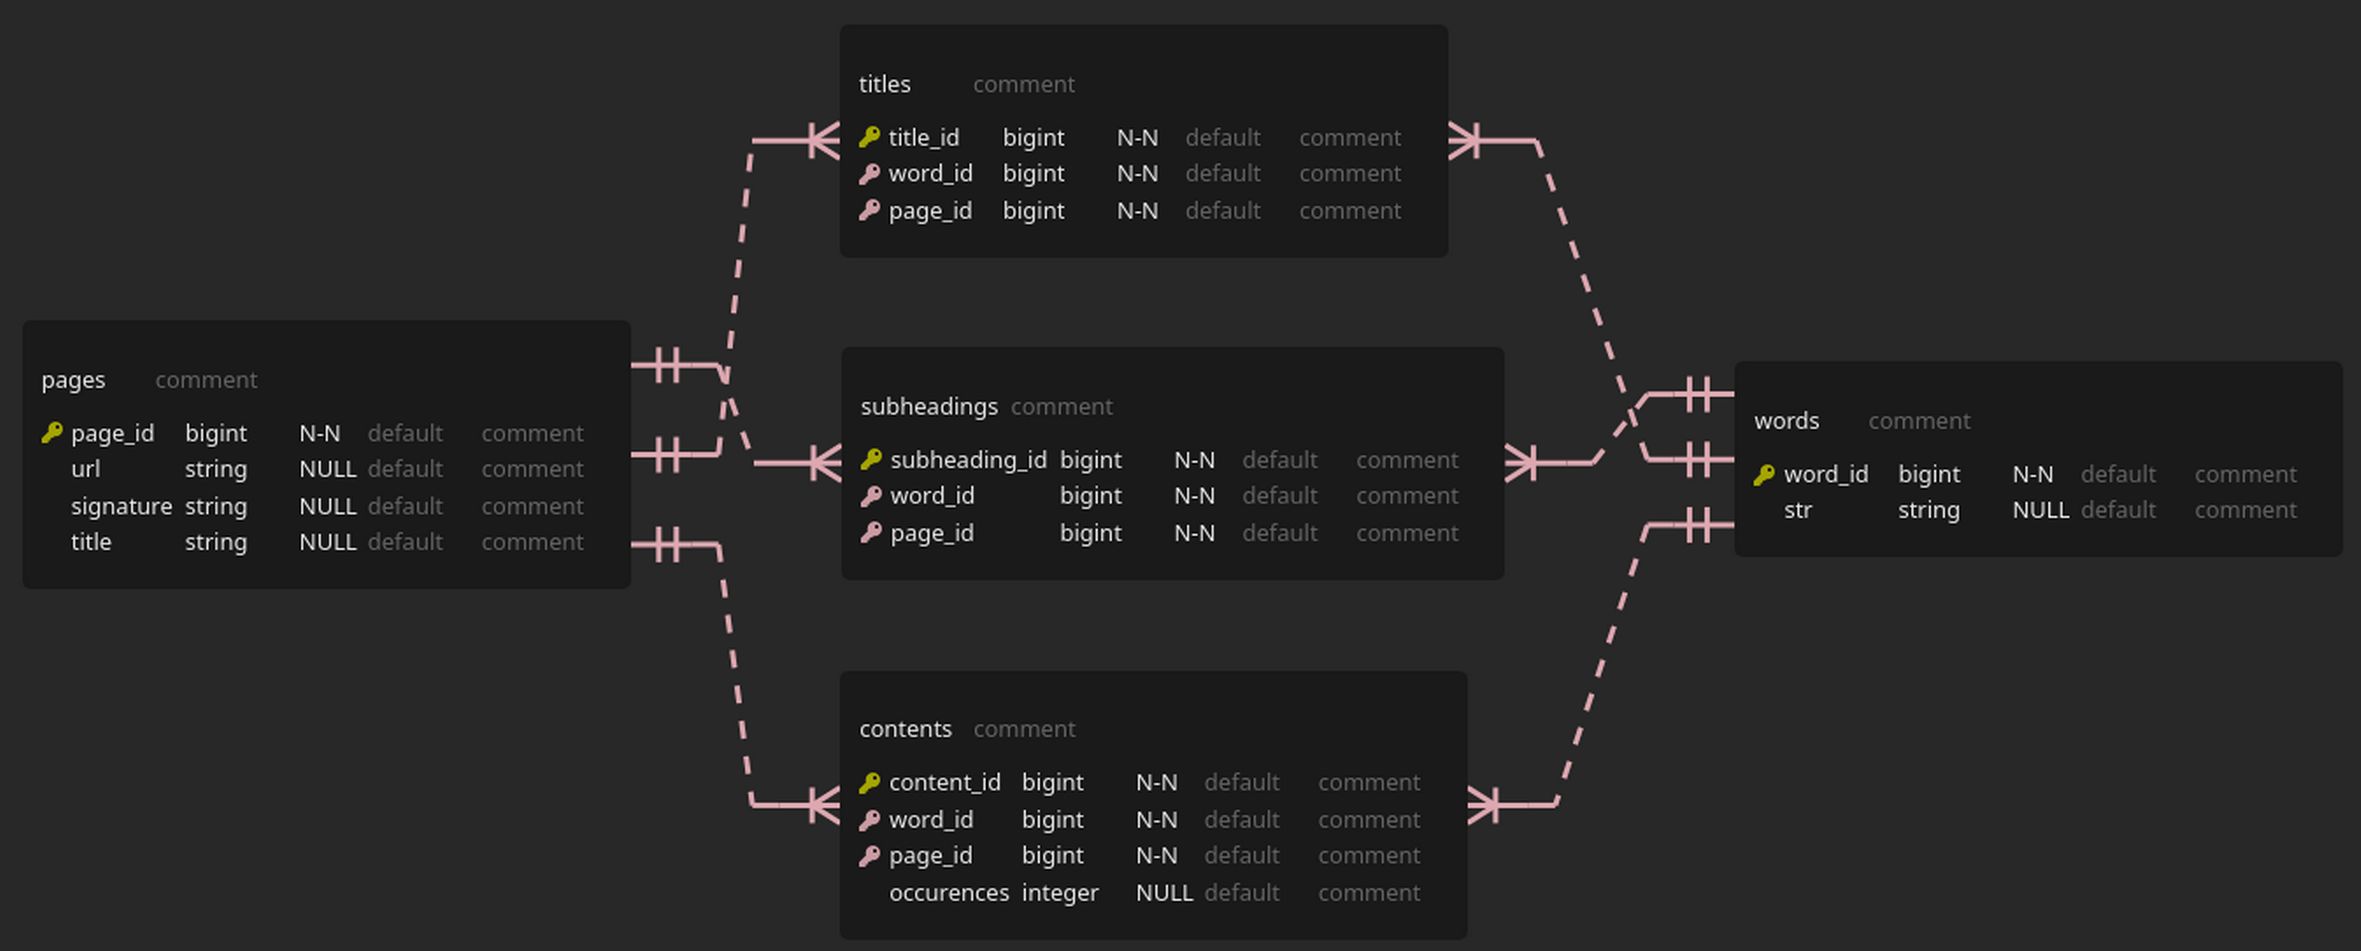 titles comment
title_id bigint N-N default comment
word_id bigint N-N default comment
page_id bigint N-N default comment
pages comment
page_id bigint N-N default comment
url string NULL default comment
signature string NULL default comment
title string NULL default comment
subheadings comment
subheading_id bigint N-N default comment
word_id bigint N-N default comment
page_id bigint N-N default comment
words comment
word_id bigint N-N default comment
str string NULL default comment
contents comment
content_id bigint N-N default comment
word_id bigint N-N default comment
page_id bigint N-N default comment
occurences integer NULL default comment